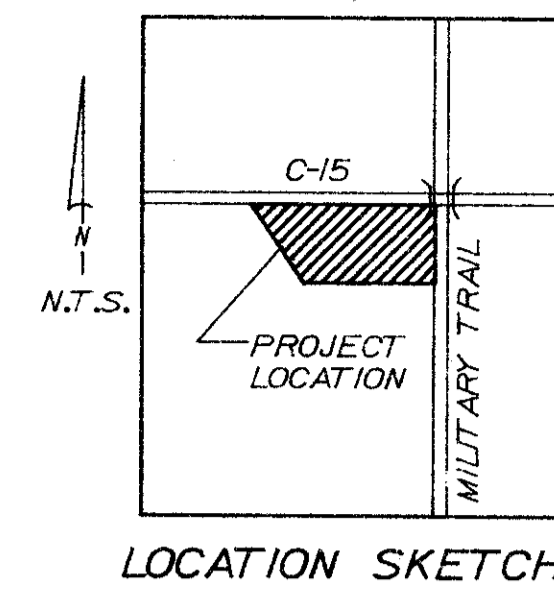 C-15
N
N.T.S.
PROJECT
LOCATION
MILITARY TRAIL
LOCATION SKETCH